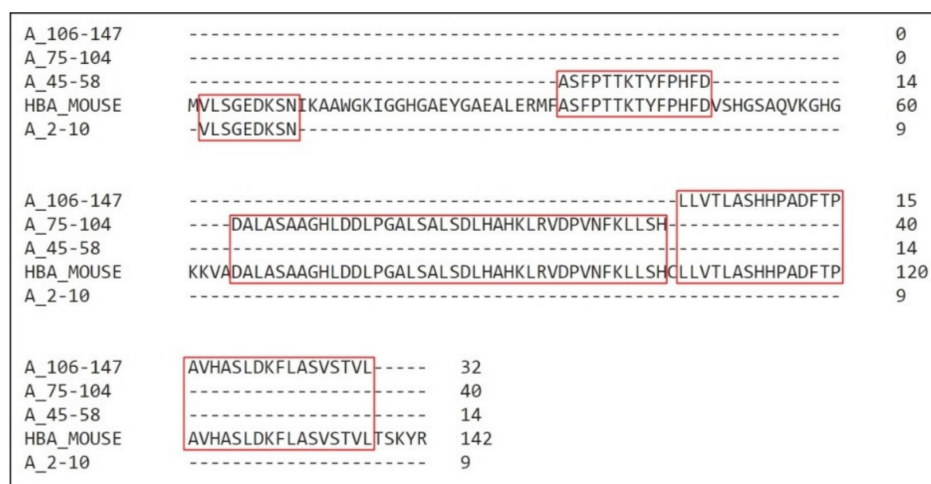 A_106-147 ------------------------------------------------------------ 0
A_75-104 ------------------------------------------------------------ 0
A_45-58 ----------------------------------ASFPTTKTYFPHFD------------ 14
HBA_MOUSE MVLSGEDKSNIKAAWGKIGGHGAEYGAEALERMFASFPTTKTYFPHFDVSHGSAQVKGHG 60
A_2-10 -VLSGEDKSN-------------------------------------------------- 9
A_106-147 ---------------------------------------------LLVTLASHHPADFTP 15
A_75-104 ----DALASAAGHLDDLPGALSALSDLHAHKLRVDPVNFKLLSH---------------- 40
A_45-58 ------------------------------------------------------------ 14
HBA_MOUSE KKVADALASAAGHLDDLPGALSALSDLHAHKLRVDPVNFKLLSHCLLVTLASHHPADFTP 120
A_2-10 ------------------------------------------------------------ 9
A_106-147 AVHASLDKFLASVSTVL----- 32
A_75-104 ---------------------- 40
A_45-58 ---------------------- 14
HBA_MOUSE AVHASLDKFLASVSTVLTSKYR 142
A_2-10 ---------------------- 9